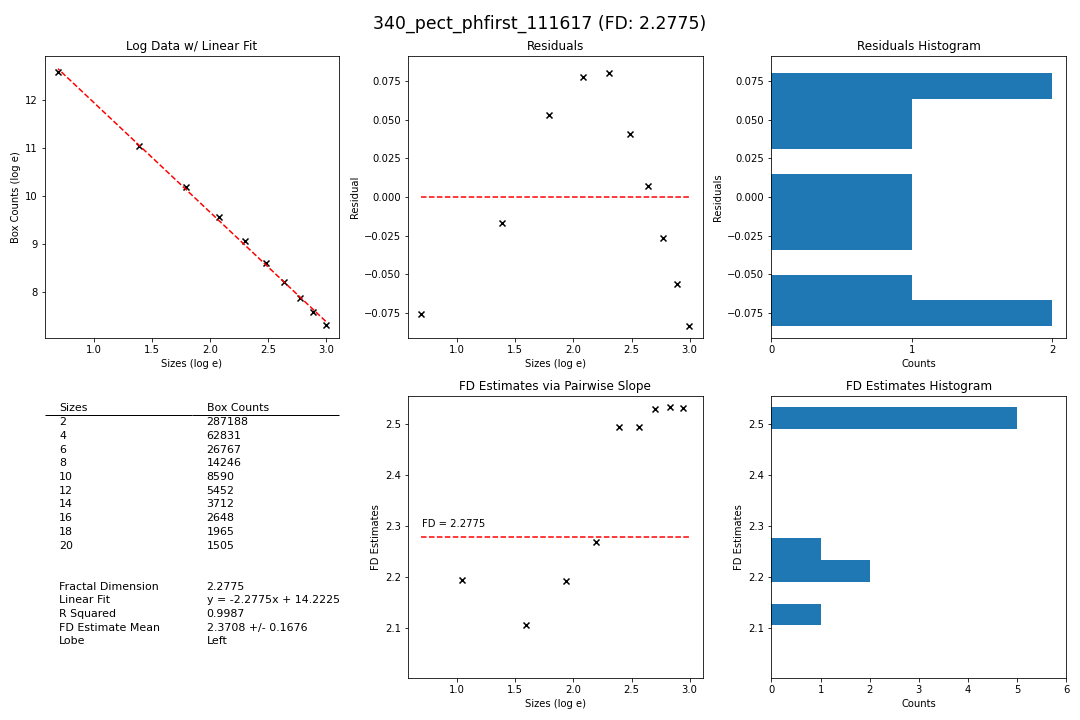 340_pect_phfirst_111617 (FD: 2.2775)
Log Data w/ Linear Fit
Box Counts (log e)
12
11
10
9
8
1.0 1.5 2.0 2.5 3.0
Sizes (log e)
Residuals
Residual
0.075
0.050
0.025
0.000
−0.025
−0.050
−0.075
1.0 1.5 2.0 2.5 3.0
Sizes (log e)
Residuals Histogram
Residuals
0.075
0.050
0.025
0.000
−0.025
−0.050
−0.075
0 1 2
Counts
Sizes Box Counts
2 287188
4 62831
6 26767
8 14246
10 8590
12 5452
14 3712
16 2648
18 1965
20 1505
Fractal Dimension 2.2775
Linear Fit y = -2.2775x + 14.2225
R Squared 0.9987
FD Estimate Mean 2.3708 +/- 0.1676
Lobe Left
FD Estimates via Pairwise Slope
FD Estimates
2.5
2.4
2.3
2.2
2.1
FD = 2.2775
1.0 1.5 2.0 2.5 3.0
Sizes (log e)
FD Estimates Histogram
FD Estimates
2.5
2.4
2.3
2.2
2.1
0 1 2 3 4 5 6
Counts